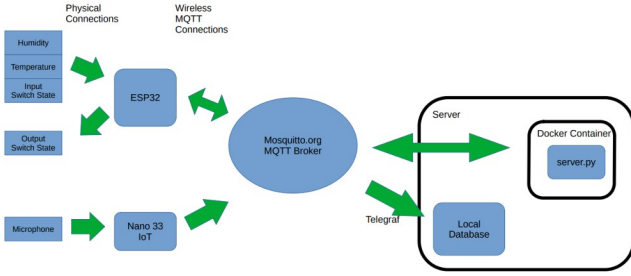 Physical
Connections
Wireless
MQTT
Connections
Humidity
Temperature
Input
Switch State
ESP32
Output
Switch State
Mosquitto.org
MQTT Broker
Server
Docker Container
server.py
Microphone
Nano 33
IoT
Telegraf
Local
Database